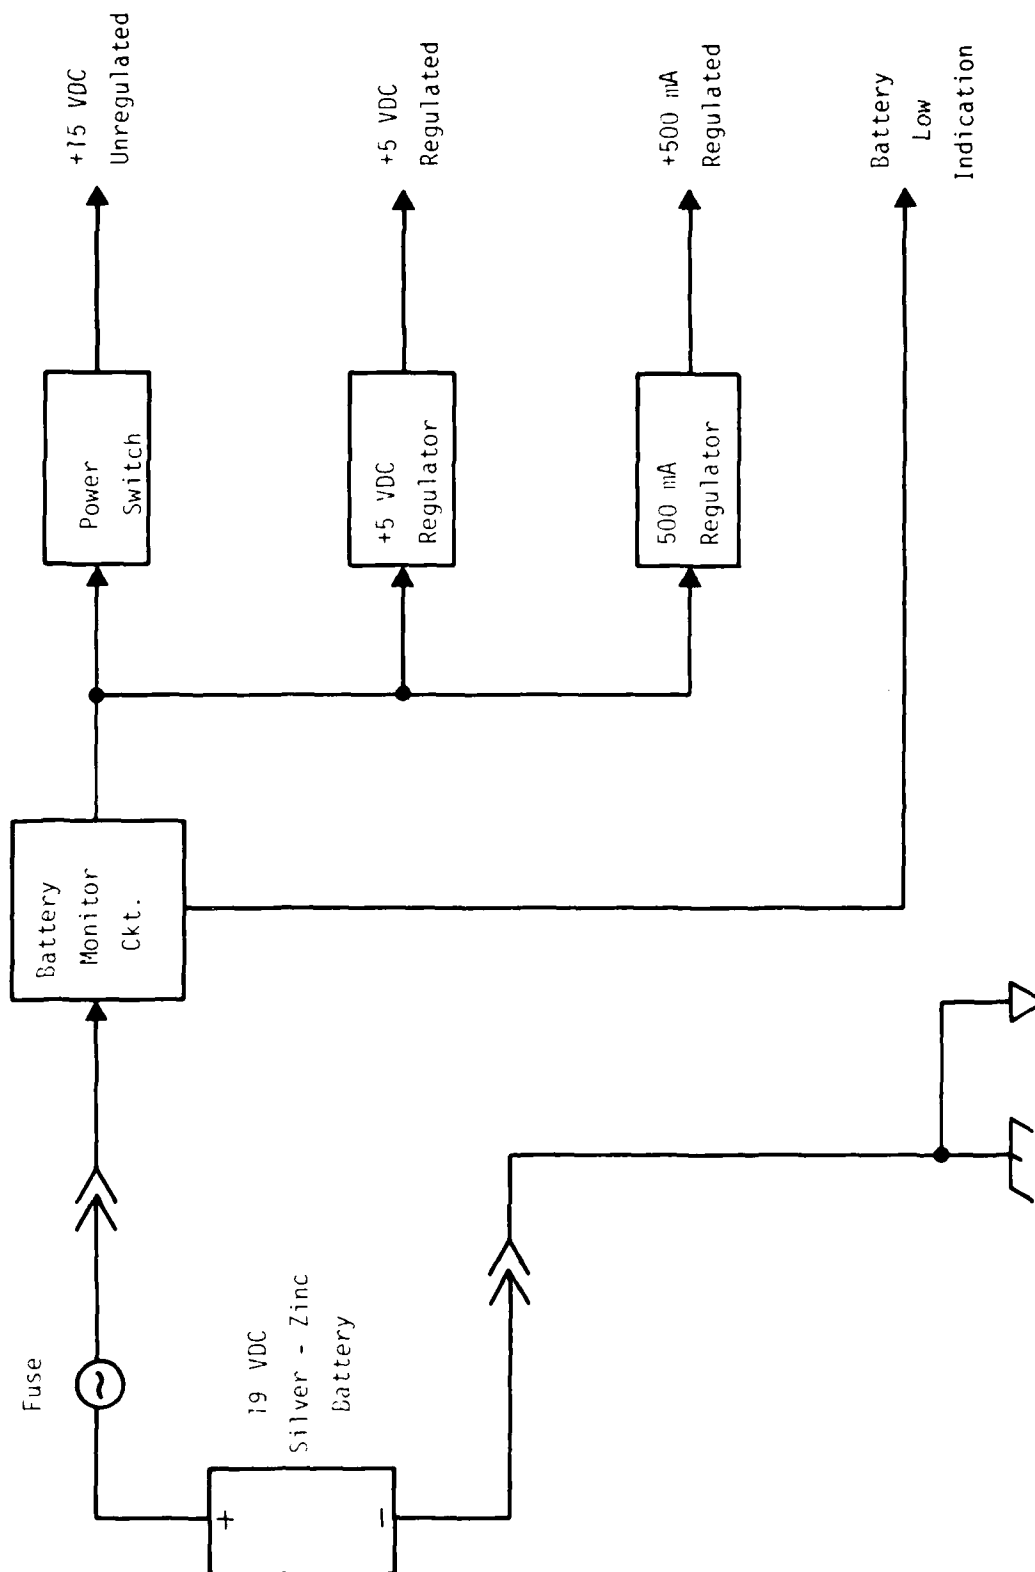 Fuse
+
19 VDC
Silver - Zinc
Battery
−
Battery
Monitor
Ckt.
Power
Switch
+15 VDC
Unregulated
+5 VDC
Regulator
+5 VDC
Regulated
500 mA
Regulator
+500 mA
Regulated
Battery
Low
Indication